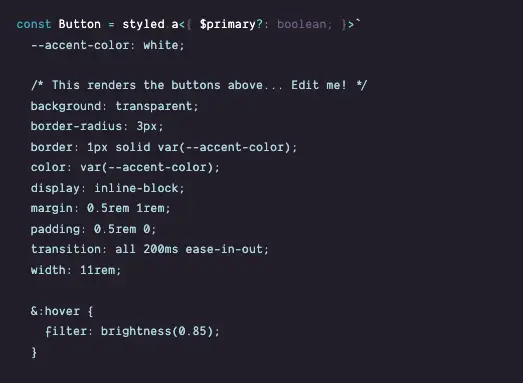 const Button = styled a<{ $primary?: boolean; }>`
--accent-color: white;
/* This renders the buttons above... Edit me! */
background: transparent;
border-radius: 3px;
border: 1px solid var(--accent-color);
color: var(--accent-color);
display: inline-block;
margin: 0.5rem 1rem;
padding: 0.5rem 0;
transition: all 200ms ease-in-out;
width: 11rem;
&:hover {
filter: brightness(0.85);
}